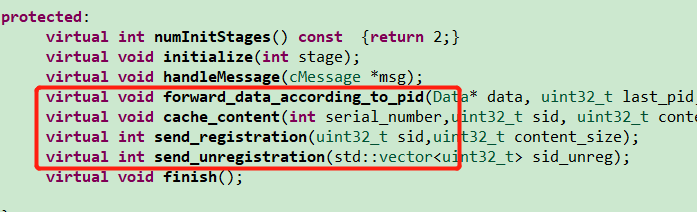 protected:
virtual int numInitStages() const {return 2;}
virtual void initialize(int stage);
virtual void handleMessage(cMessage *msg);
virtual void forward_data_according_to_pid(Data* data, uint32_t last_pid,
virtual void cache_content(int serial_number,uint32_t sid, uint32_t conte
virtual int send_registration(uint32_t sid,uint32_t content_size);
virtual int send_unregistration(std::vector<uint32_t> sid_unreg);
virtual void finish();